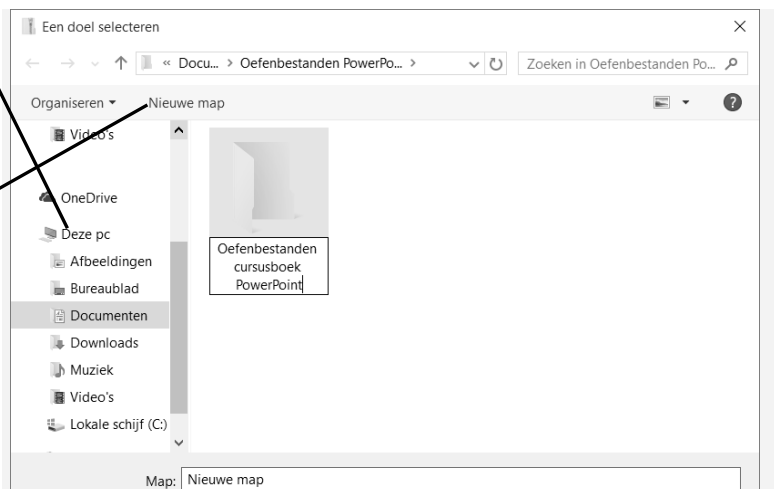 Een doel selecteren
« Docu... > Oefenbestanden PowerPo... >
Zoeken in Oefenbestanden Po...
Organiseren
Nieuwe map
Video's
OneDrive
Deze pc
Afbeeldingen
Bureaublad
Documenten
Downloads
Muziek
Video's
Lokale schijf (C:)
Oefenbestanden
cursusboek
PowerPoint
Map: Nieuwe map